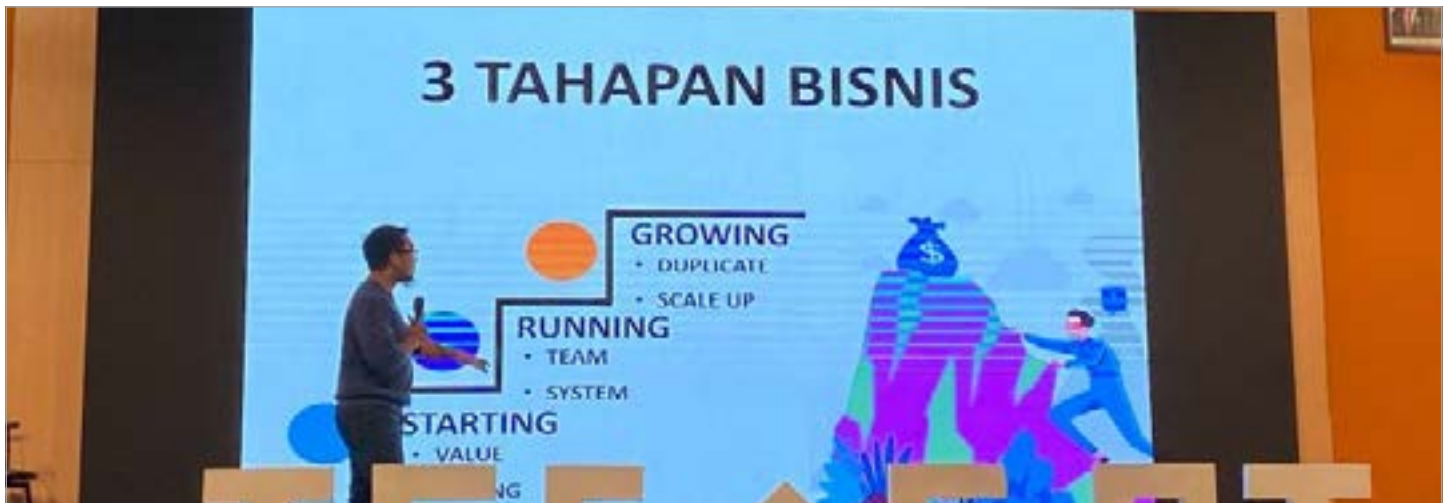 3 TAHAPAN BISNIS
GROWING
• DUPLICATE
• SCALE UP
RUNNING
• TEAM
• SYSTEM
STARTING
• VALUE
$